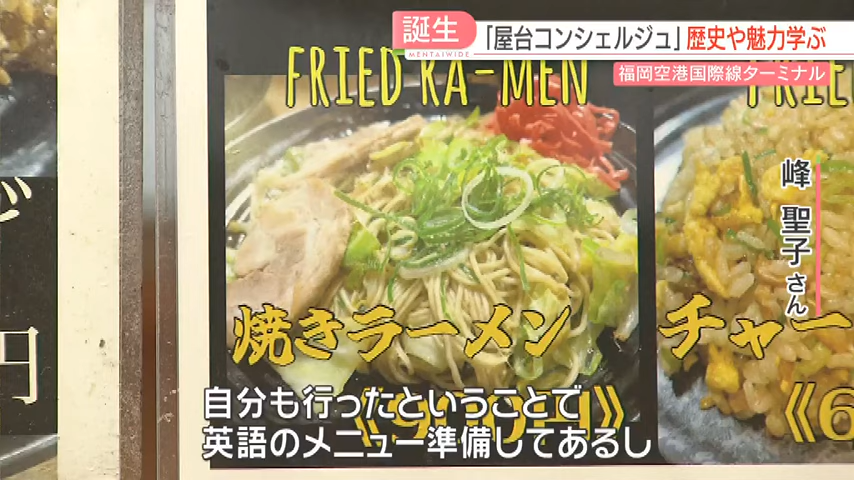 誕生
MENTAIWIDE
「屋台コンシェルジュ」歴史や魅力学ぶ
福岡空港国際線ターミナル
FRIED RA-MEN
FRIE
峰 聖子さん
焼きラーメン
チャー
円
自分も行ったということで
英語のメニュー準備してあるし